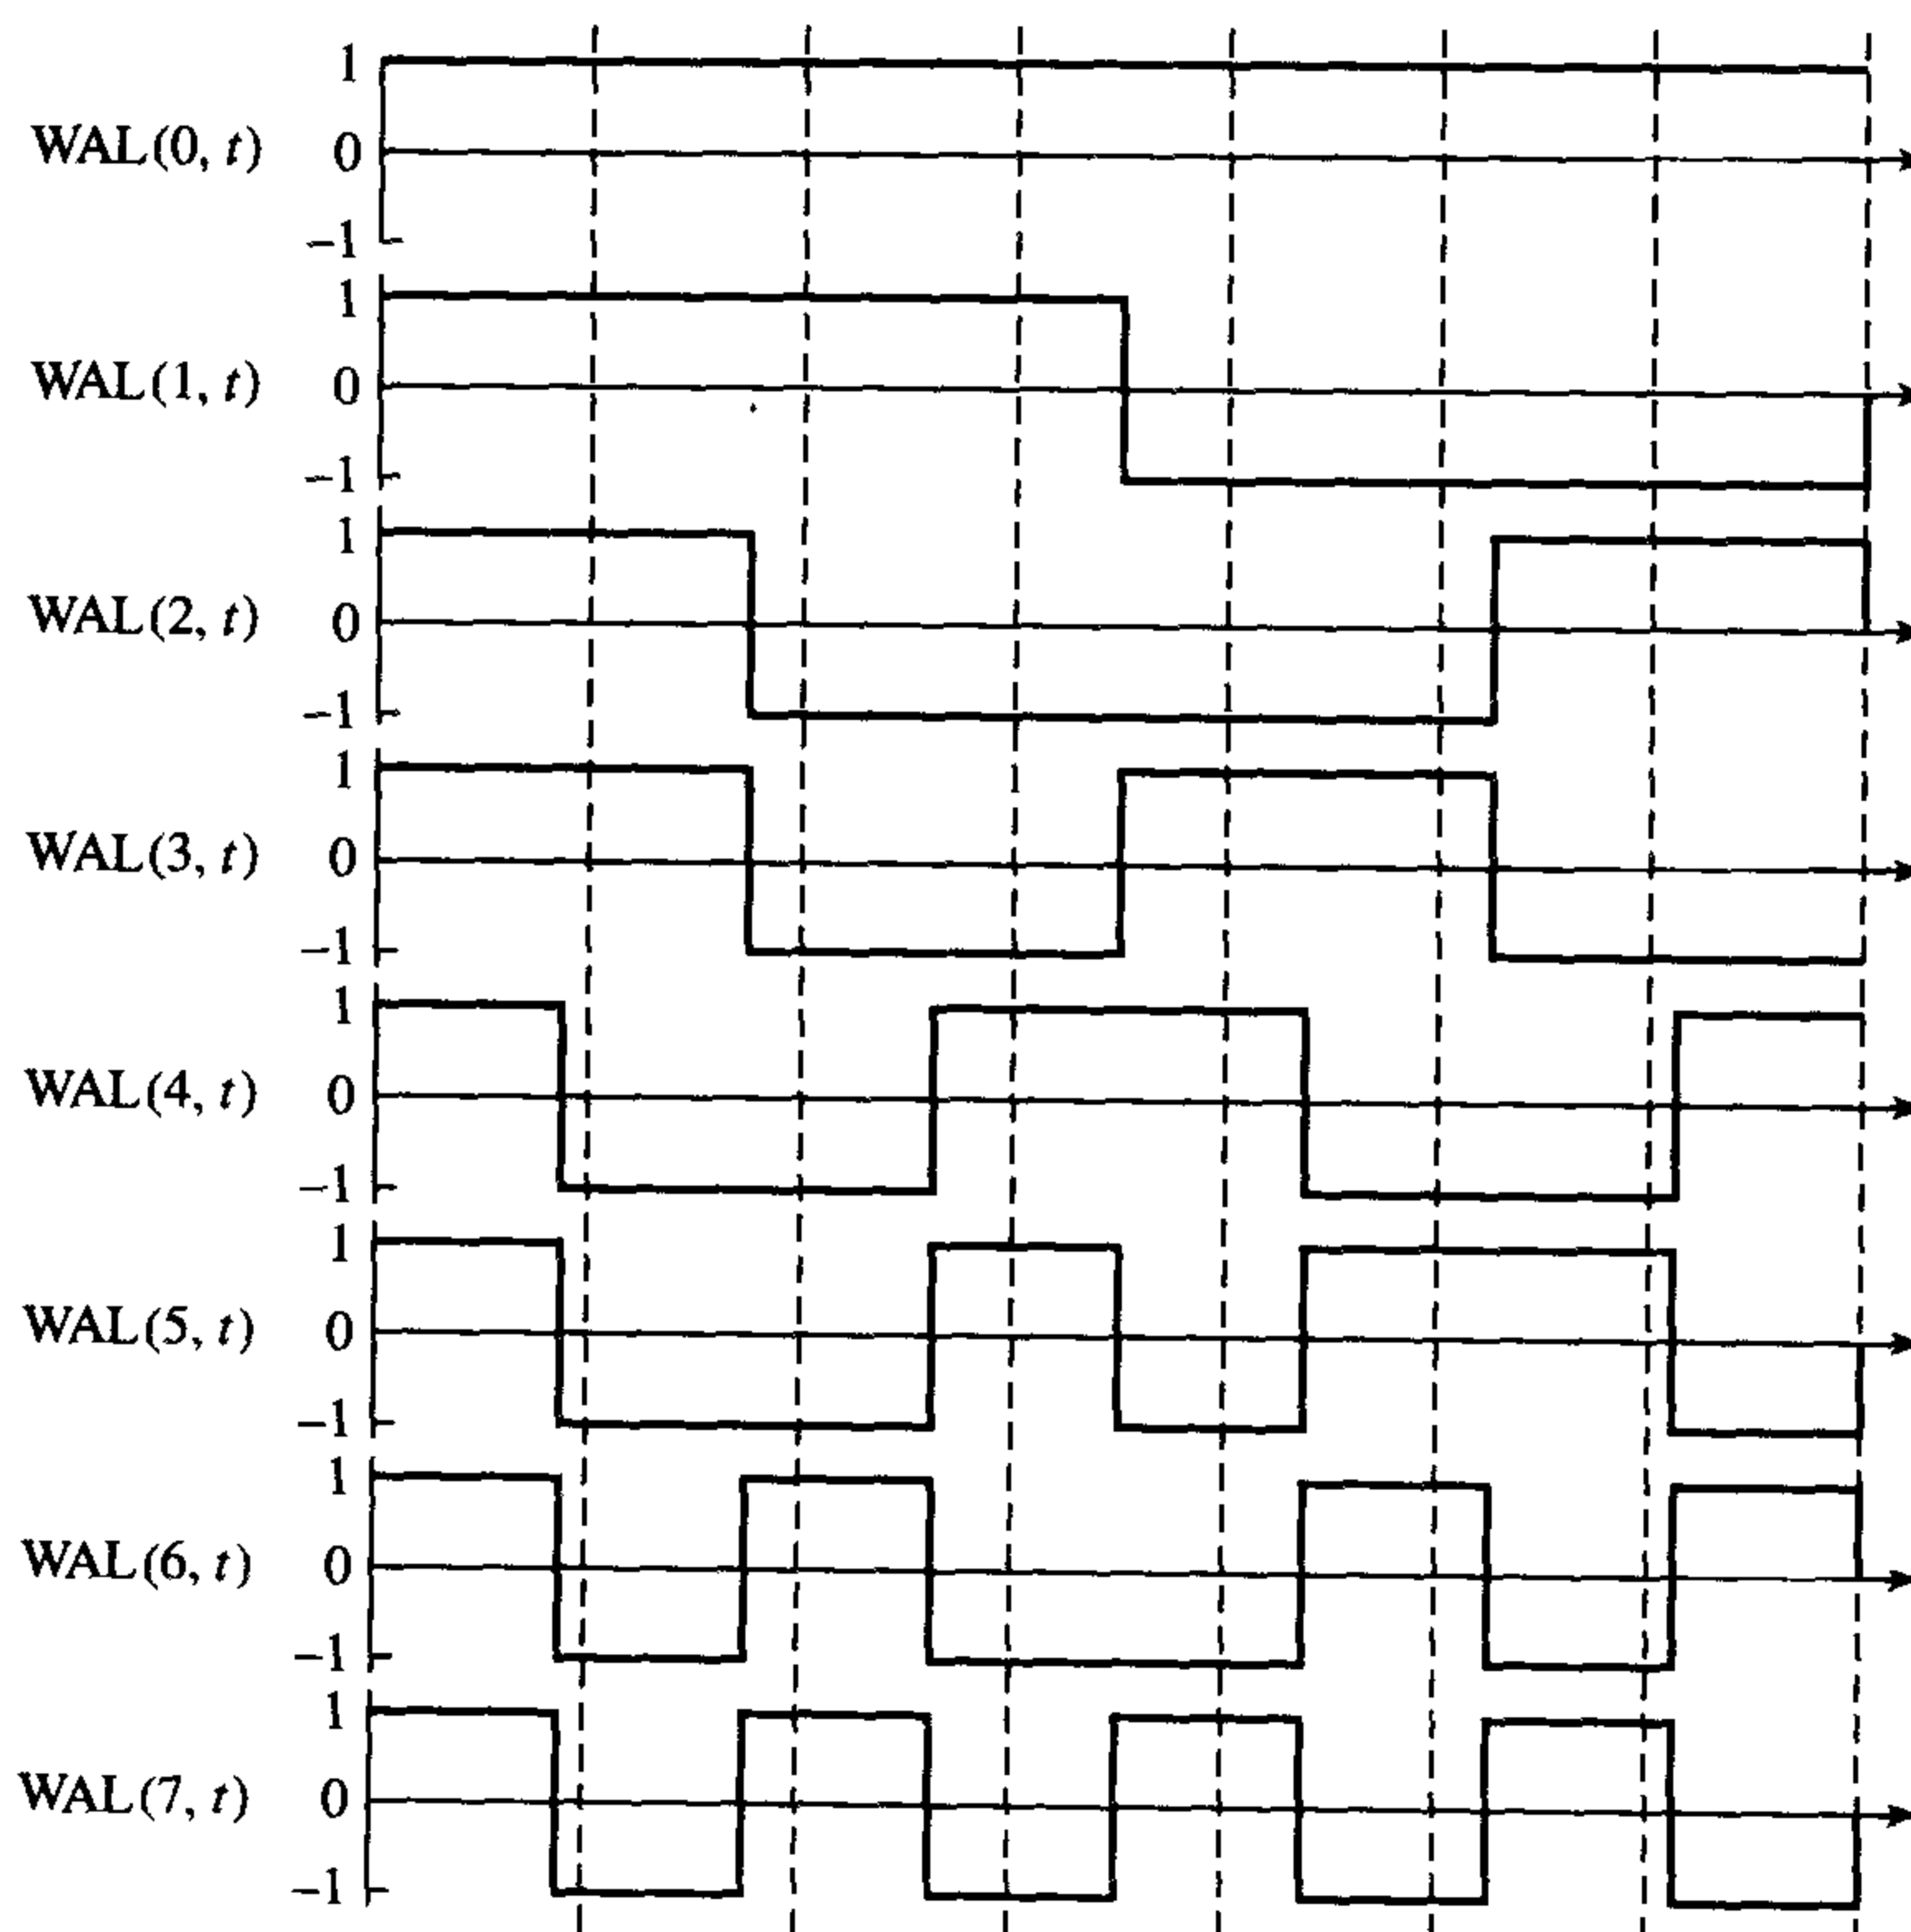 1
WAL(0, t) 0
−1
1
WAL(1, t) 0
−1
1
WAL(2, t) 0
−1
1
WAL(3, t) 0
−1
1
WAL(4, t) 0
−1
1
WAL(5, t) 0
−1
1
WAL(6, t) 0
−1
1
WAL(7, t) 0
−1